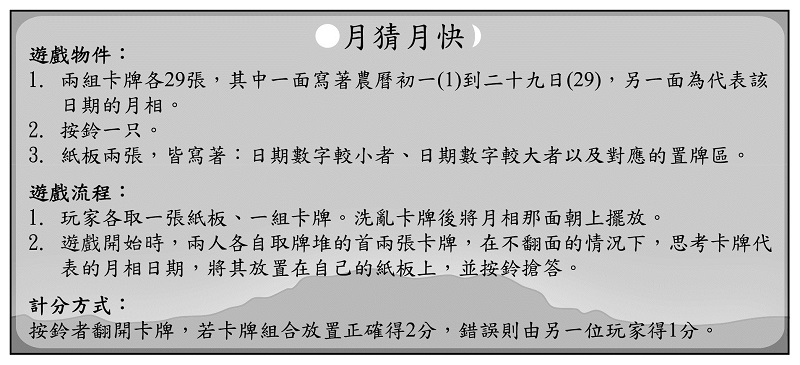 月猜月快
遊戲物件：
1. 兩組卡牌各29張，其中一面寫著農曆初一(1)到二十九日(29)，另一面為代表該
日期的月相。
2. 按鈴一只。
3. 紙板兩張，皆寫著：日期數字較小者、日期數字較大者以及對應的置牌區。
遊戲流程：
1. 玩家各取一張紙板、一組卡牌。洗亂卡牌後將月相那面朝上擺放。
2. 遊戲開始時，兩人各自取牌堆的首兩張卡牌，在不翻面的情況下，思考卡牌代
表的月相日期，將其放置在自己的紙板上，並按鈴搶答。
計分方式：
按鈴者翻開卡牌，若卡牌組合放置正確得2分，錯誤則由另一位玩家得1分。